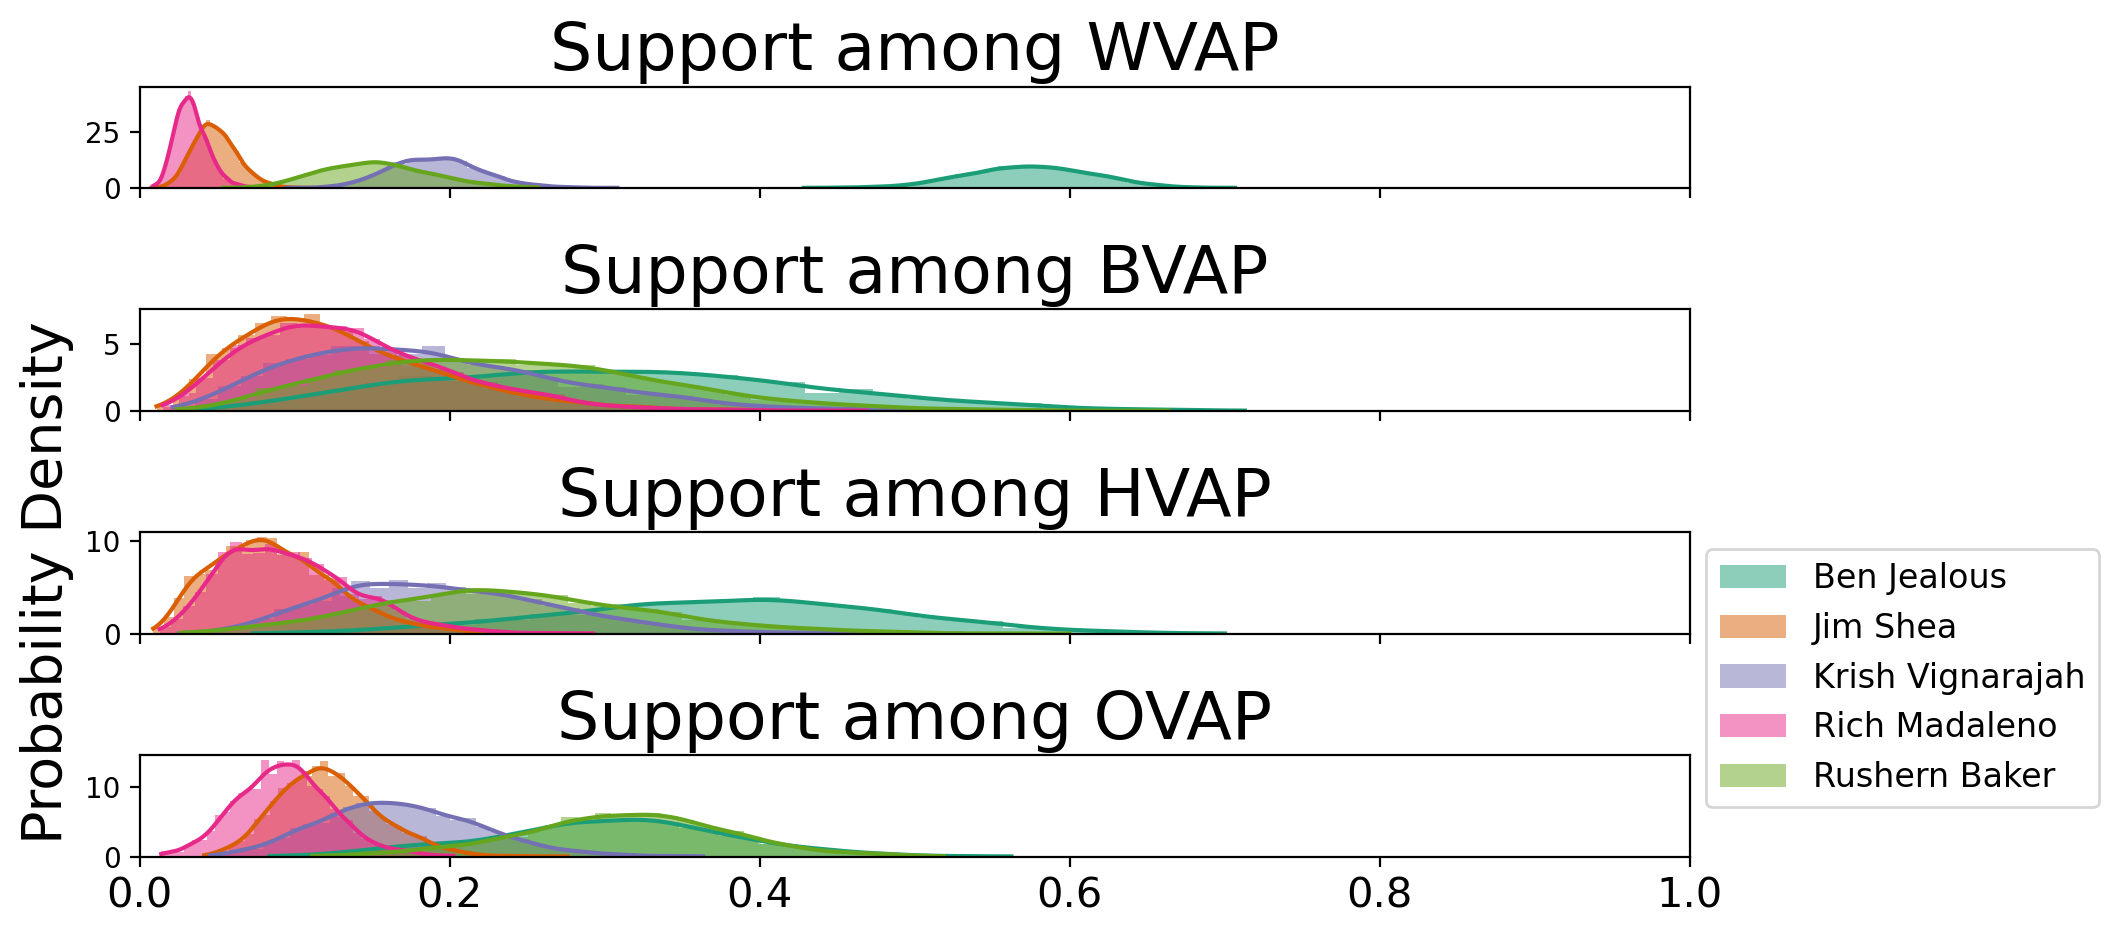 Support among WVAP
25
0
Support among BVAP
5
0
Support among HVAP
10
0
Support among OVAP
10
0
0.0 0.2 0.4 0.6 0.8 1.0
Probability Density
Ben Jealous
Jim Shea
Krish Vignarajah
Rich Madaleno
Rushern Baker